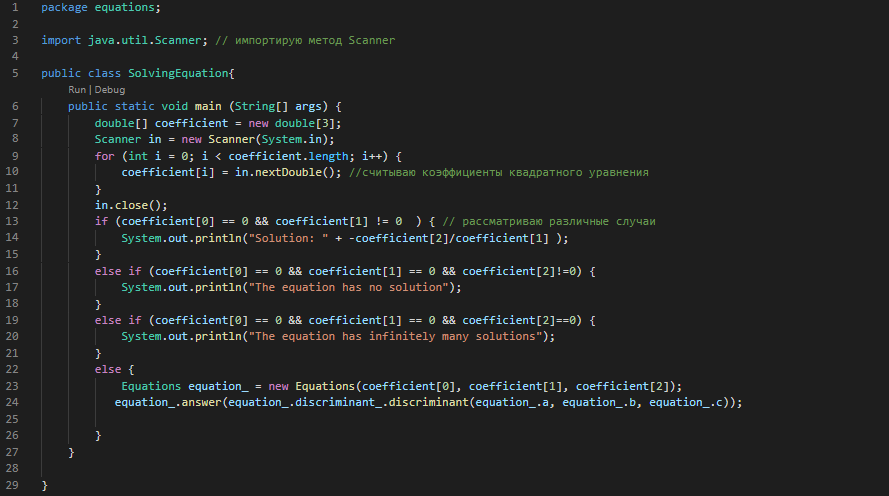 1 package equations;
2
3 import java.util.Scanner; // импортирую метод Scanner
4
5 public class SolvingEquation{
Run | Debug
6 public static void main (String[] args) {
7 double[] coefficient = new double[3];
8 Scanner in = new Scanner(System.in);
9 for (int i = 0; i < coefficient.length; i++) {
10 coefficient[i] = in.nextDouble(); //считываю коэффициенты квадратного уравнения
11 }
12 in.close();
13 if (coefficient[0] == 0 && coefficient[1] != 0  ) { // рассматриваю различные случаи
14 System.out.println("Solution: " + -coefficient[2]/coefficient[1] );
15 }
16 else if (coefficient[0] == 0 && coefficient[1] == 0 && coefficient[2]!=0) {
17 System.out.println("The equation has no solution");
18 }
19 else if (coefficient[0] == 0 && coefficient[1] == 0 && coefficient[2]==0) {
20 System.out.println("The equation has infinitely many solutions");
21 }
22 else {
23 Equations equation_ = new Equations(coefficient[0], coefficient[1], coefficient[2]);
24 equation_.answer(equation_.discriminant_.discriminant(equation_.a, equation_.b, equation_.c));
25
26 }
27 }
28
29 }